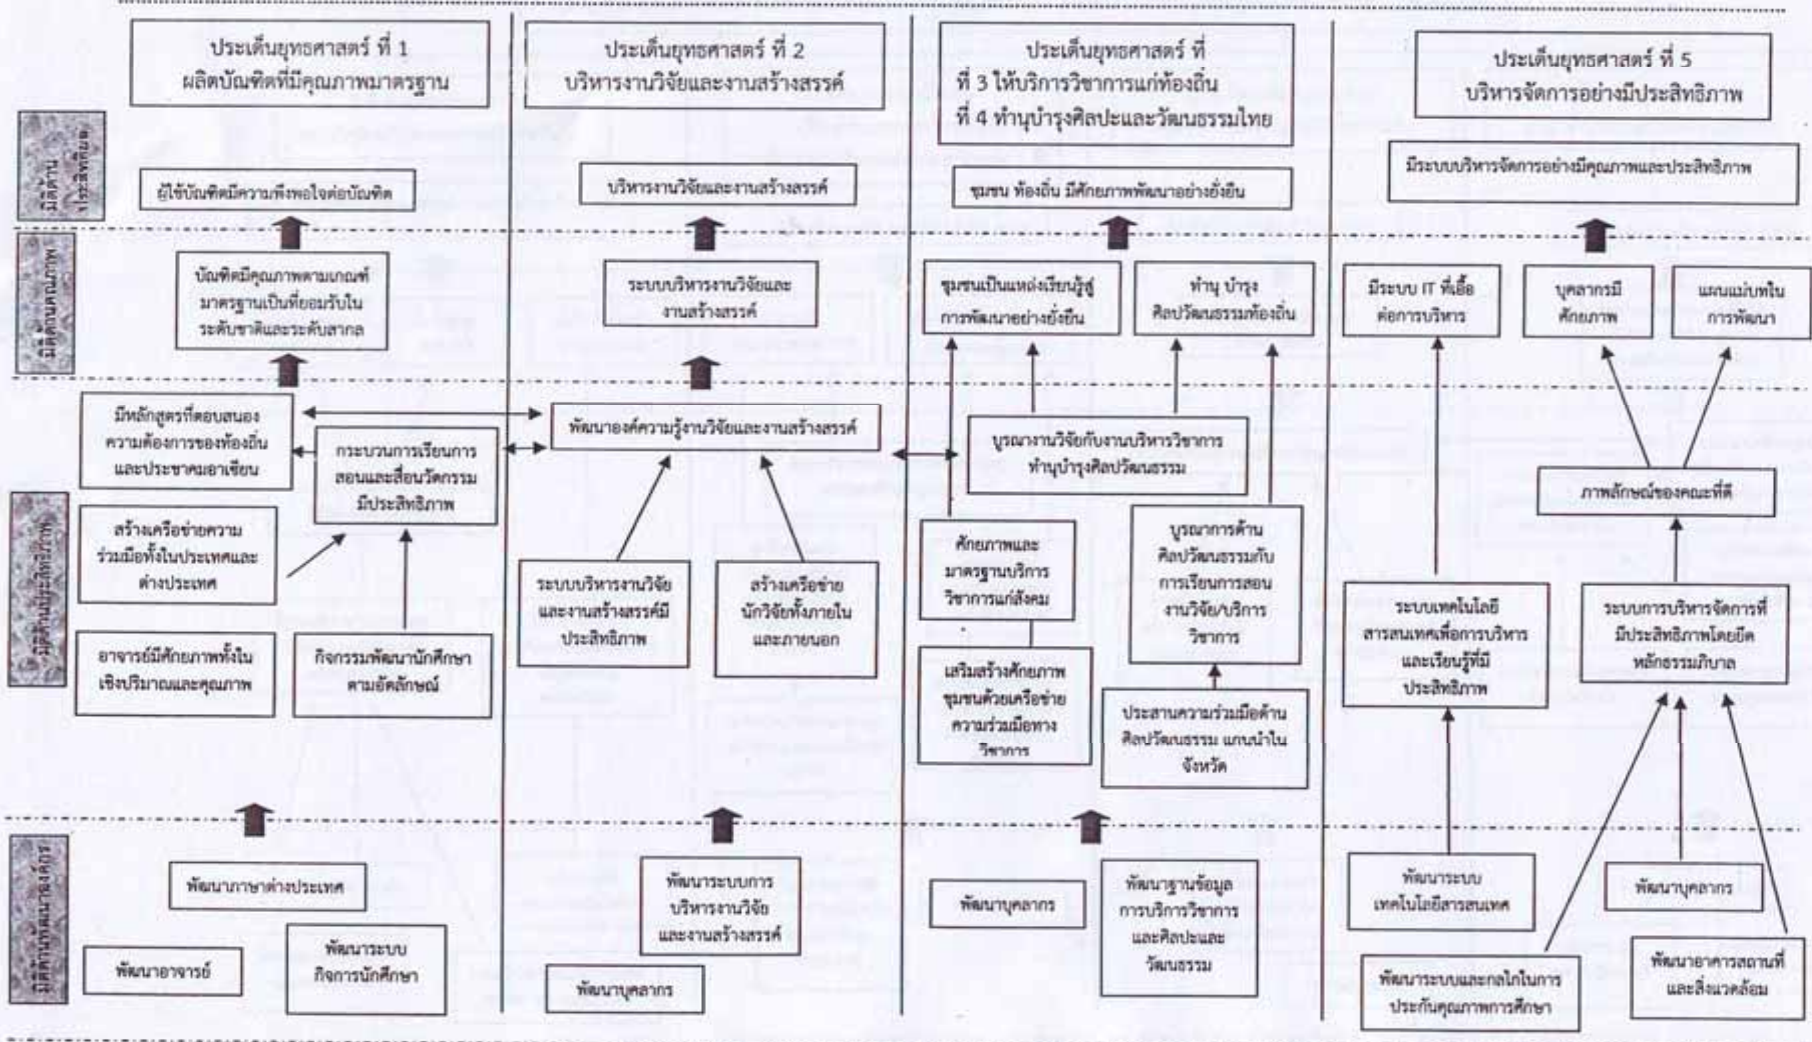 ประเด็นยุทธศาสตร์ ที่ 1
ผลิตบัณฑิตที่มีคุณภาพมาตรฐาน
ประเด็นยุทธศาสตร์ ที่ 2
บริหารงานวิจัยและงานสร้างสรรค์
ประเด็นยุทธศาสตร์ ที่
ที่ 3 ให้บริการวิชาการแก่ท้องถิ่น
ที่ 4 ทำนุบำรุงศิลปะและวัฒนธรรมไทย
ประเด็นยุทธศาสตร์ ที่ 5
บริหารจัดการอย่างมีประสิทธิภาพ
มิติด้าน
ประสิทธิผล
ผู้ใช้บัณฑิตมีความพึงพอใจต่อบัณฑิต
บริหารงานวิจัยและงานสร้างสรรค์
ชุมชน ท้องถิ่น มีศักยภาพพัฒนาอย่างยั่งยืน
มีระบบบริหารจัดการอย่างมีคุณภาพและประสิทธิภาพ
มิติด้านคุณภาพ
บัณฑิตมีคุณภาพตามเกณฑ์
มาตรฐานเป็นที่ยอมรับใน
ระดับชาติและระดับสากล
ระบบบริหารงานวิจัยและ
งานสร้างสรรค์
ชุมชนเป็นแหล่งเรียนรู้สู่
การพัฒนาอย่างยั่งยืน
ทำนุ บำรุง
ศิลปวัฒนธรรมท้องถิ่น
มีระบบ IT ที่เอื้อ
ต่อการบริหาร
บุคลากรมี
ศักยภาพ
แผนแม่บทใน
การพัฒนา
มิติด้านประสิทธิภาพ
มีหลักสูตรที่ตอบสนอง
ความต้องการของท้องถิ่น
และประชาคมอาเซียน
กระบวนการเรียนการ
สอนและสื่อนวัตกรรม
มีประสิทธิภาพ
สร้างเครือข่ายความ
ร่วมมือทั้งในประเทศและ
ต่างประเทศ
อาจารย์มีศักยภาพทั้งใน
เชิงปริมาณและคุณภาพ
กิจกรรมพัฒนานักศึกษา
ตามอัตลักษณ์
พัฒนาองค์ความรู้งานวิจัยและงานสร้างสรรค์
ระบบบริหารงานวิจัย
และงานสร้างสรรค์มี
ประสิทธิภาพ
สร้างเครือข่าย
นักวิจัยทั้งภายใน
และภายนอก
บูรณางานวิจัยกับงานบริหารวิชาการ
ทำนุบำรุงศิลปวัฒนธรรม
ศักยภาพและ
มาตรฐานบริการ
วิชาการแก่สังคม
เสริมสร้างศักยภาพ
ชุมชนด้วยเครือข่าย
ความร่วมมือทาง
วิชาการ
บูรณาการด้าน
ศิลปวัฒนธรรมกับ
การเรียนการสอน
งานวิจัย/บริการ
วิชาการ
ประสานความร่วมมือด้าน
ศิลปวัฒนธรรม แกนนำใน
จังหวัด
ภาพลักษณ์ของคณะที่ดี
ระบบเทคโนโลยี
สารสนเทศเพื่อการบริหาร
และเรียนรู้ที่มี
ประสิทธิภาพ
ระบบการบริหารจัดการที่
มีประสิทธิภาพโดยยึด
หลักธรรมภิบาล
มิติด้านพัฒนาองค์กร
พัฒนาภาษาต่างประเทศ
พัฒนาอาจารย์
พัฒนาระบบ
กิจการนักศึกษา
พัฒนาระบบการ
บริหารงานวิจัย
และงานสร้างสรรค์
พัฒนาบุคลากร
พัฒนาบุคลากร
พัฒนาฐานข้อมูล
การบริการวิชาการ
และศิลปะและ
วัฒนธรรม
พัฒนาระบบ
เทคโนโลยีสารสนเทศ
พัฒนาบุคลากร
พัฒนาระบบและกลไกในการ
ประกันคุณภาพการศึกษา
พัฒนาอาคารสถานที่
และสิ่งแวดล้อม